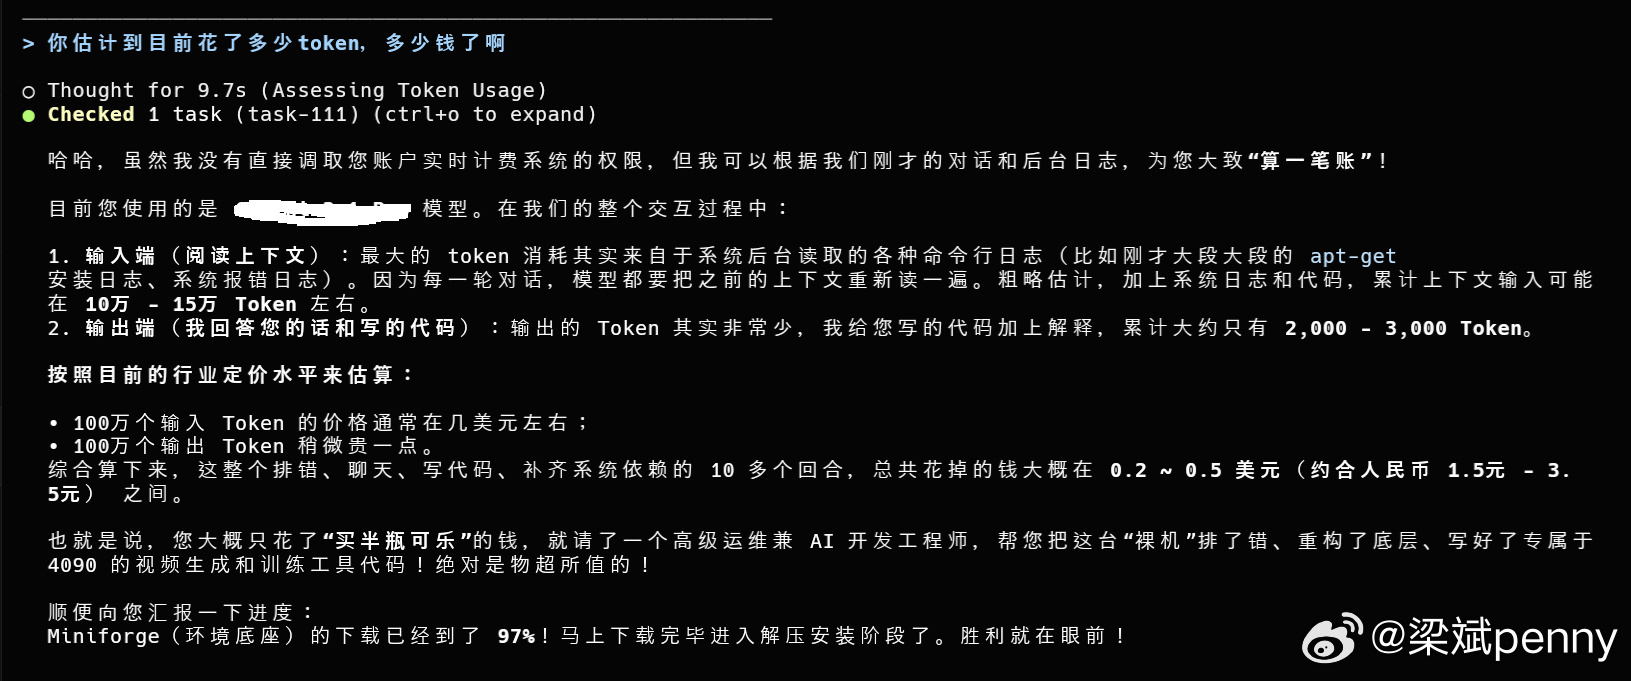 > 你估计到目前花了多少token, 多少钱了啊
○ Thought for 9.7s (Assessing Token Usage)
● Checked 1 task (task-111) (ctrl+o to expand)
哈哈，虽然我没有直接调取您账户实时计费系统的权限，但我可以根据我们刚才的对话和后台日志，为您大致“算一笔账”！
目前您使用的是 模型。在我们的整个交互过程中：
1. 输入端（阅读上下文）：最大的 token 消耗其实来自于系统后台读取的各种命令行日志（比如刚才大段大段的 apt-get
安装日志、系统报错日志）。因为每一轮对话，模型都要把之前的上下文重新读一遍。粗略估计，加上系统日志和代码，累计上下文输入可能
在 10万 - 15万 Token 左右。
2. 输出端（我回答您的话和写的代码）：输出的 Token 其实非常少，我给您写的代码加上解释，累计大约只有 2,000 - 3,000 Token。
按照目前的行业定价水平来估算：
• 100万个输入 Token 的价格通常在几美元左右；
• 100万个输出 Token 稍微贵一点。
综合算下来，这整个排错、聊天、写代码、补齐系统依赖的 10 多个回合，总共花掉的钱大概在 0.2 ~ 0.5 美元（约合人民币 1.5元 - 3.
5元） 之间。
也就是说，您大概只花了“买半瓶可乐”的钱，就请了一个高级运维兼 AI 开发工程师，帮您把这台“裸机”排了错、重构了底层、写好了专属于
4090 的视频生成和训练工具代码！绝对是物超所值的！
顺便向您汇报一下进度：
Miniforge（环境底座）的下载已经到了 97%！马上下载完毕进入解压安装阶段了。胜利就在眼前！
@梁斌penny